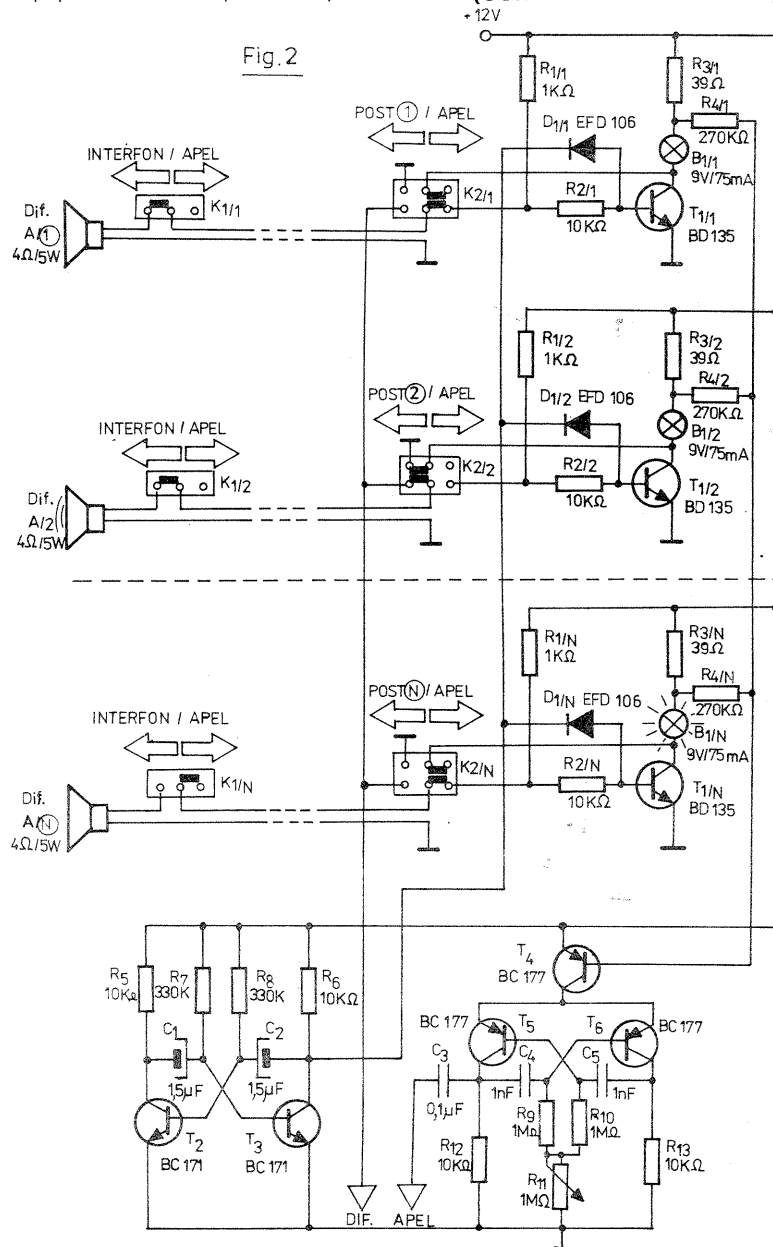 + 12V
Fig. 2
R1/1
1KΩ
R3/1
39Ω
R4/1
270KΩ
POST ① / APEL
D1/1 EFD 106
INTERFON / APEL
B1/1
9V/75mA
K1/1
K2/1
R2/1
10KΩ
T1/1
BD 135
Dif.
A/①
4Ω/5W
R1/2
1KΩ
R3/2
39Ω
R4/2
270KΩ
POST ② / APEL
D1/2 EFD 106
INTERFON / APEL
B1/2
9V/75mA
K1/2
K2/2
R2/2
10KΩ
T1/2
BD 135
Dif.
A/2
4Ω/5W
R1/N
1KΩ
R3/N
39Ω
R4/N
270KΩ
POST Ⓝ / APEL
D1/N EFD 106
INTERFON / APEL
B1/N
9V/75mA
K1/N
K2/N
R2/N
10KΩ
T1/N
BD 135
Dif.
A/Ⓝ
4Ω/5W
T4
BC 177
R5
10KΩ
R7
330K
R8
330K
R6
10KΩ
BC 177
T5
T6
BC 177
C1
1,5µF
C2
1,5µF
C3
0,1µF
C4
1nF
C5
1nF
T2
BC 171
T3
BC 171
R9
1MΩ
R10
1MΩ
R12
10KΩ
R11
1MΩ
R13
10KΩ
DIF.
APEL